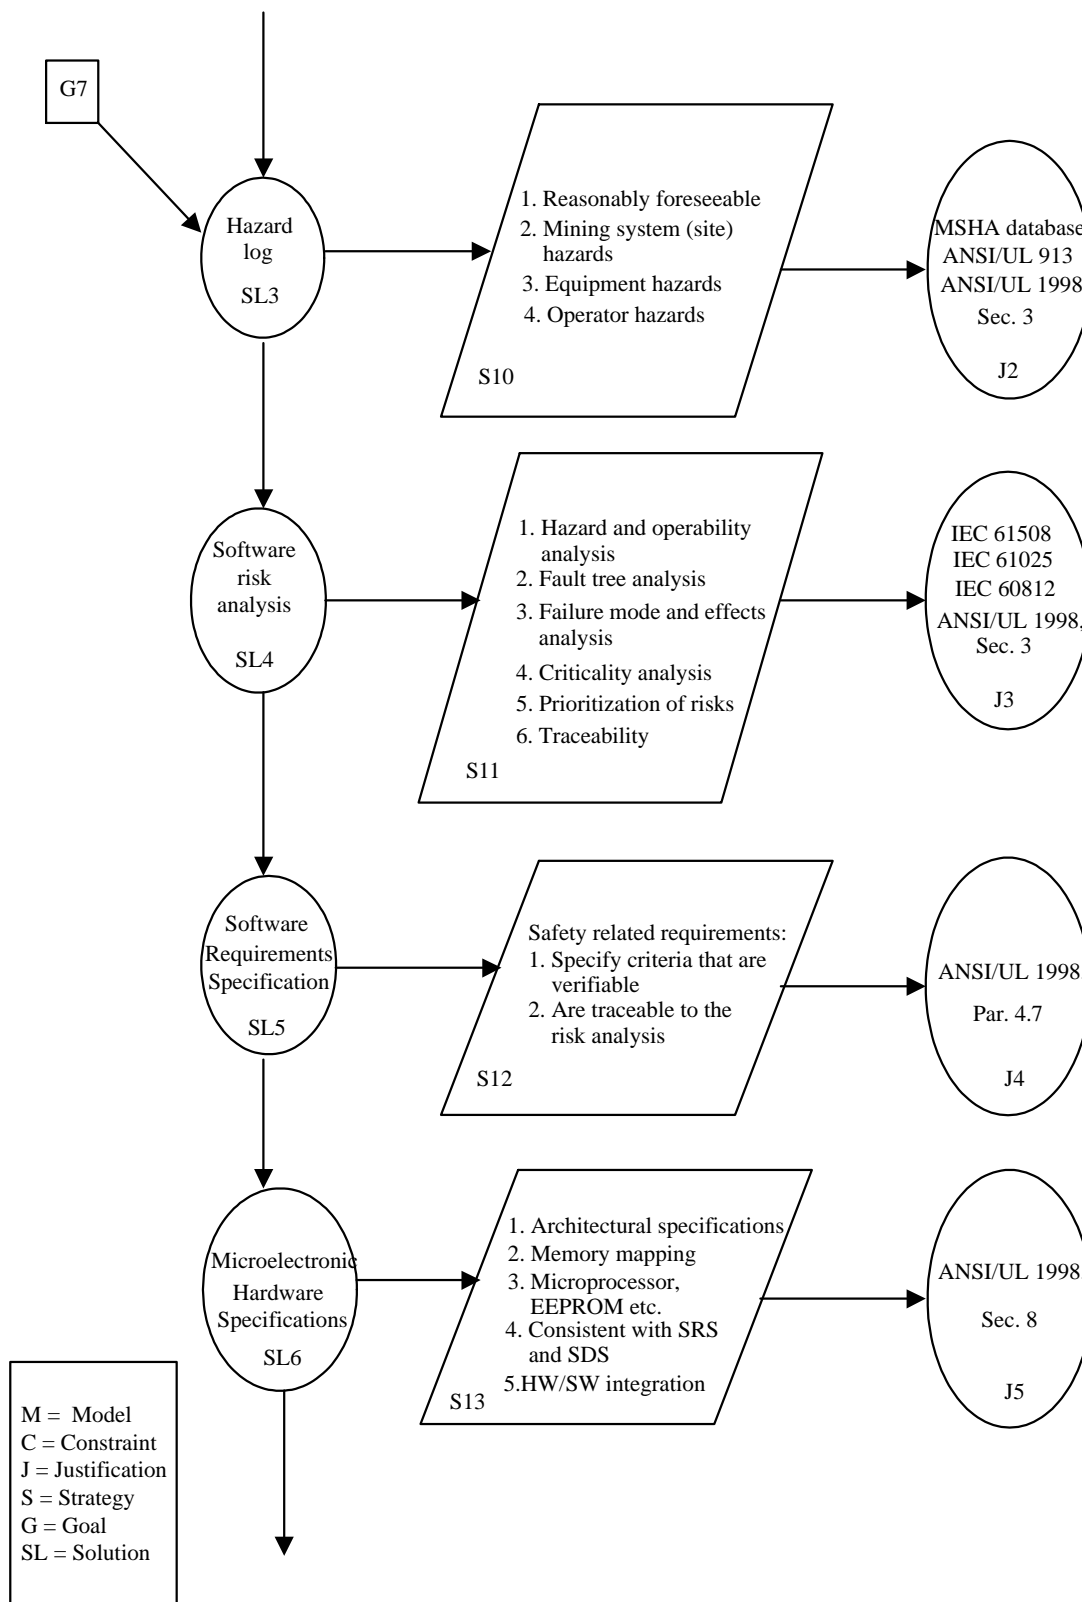 G7
Hazard
log
SL3
1. Reasonably foreseeable
2. Mining system (site)
hazards
3. Equipment hazards
4. Operator hazards
S10
MSHA database
ANSI/UL 913
ANSI/UL 1998
Sec. 3
J2
Software
risk
analysis
SL4
1. Hazard and operability
analysis
2. Fault tree analysis
3. Failure mode and effects
analysis
4. Criticality analysis
5. Prioritization of risks
6. Traceability
S11
IEC 61508
IEC 61025
IEC 60812
ANSI/UL 1998,
Sec. 3
J3
Software
Requirements
Specification
SL5
Safety related requirements:
1. Specify criteria that are
verifiable
2. Are traceable to the
risk analysis
S12
ANSI/UL 1998
Par. 4.7
J4
Microelectronic
Hardware
Specifications
SL6
1. Architectural specifications
2. Memory mapping
3. Microprocessor,
EEPROM etc.
4. Consistent with SRS
and SDS
5.HW/SW integration
S13
ANSI/UL 1998
Sec. 8
J5
M = Model
C = Constraint
J = Justification
S = Strategy
G = Goal
SL = Solution